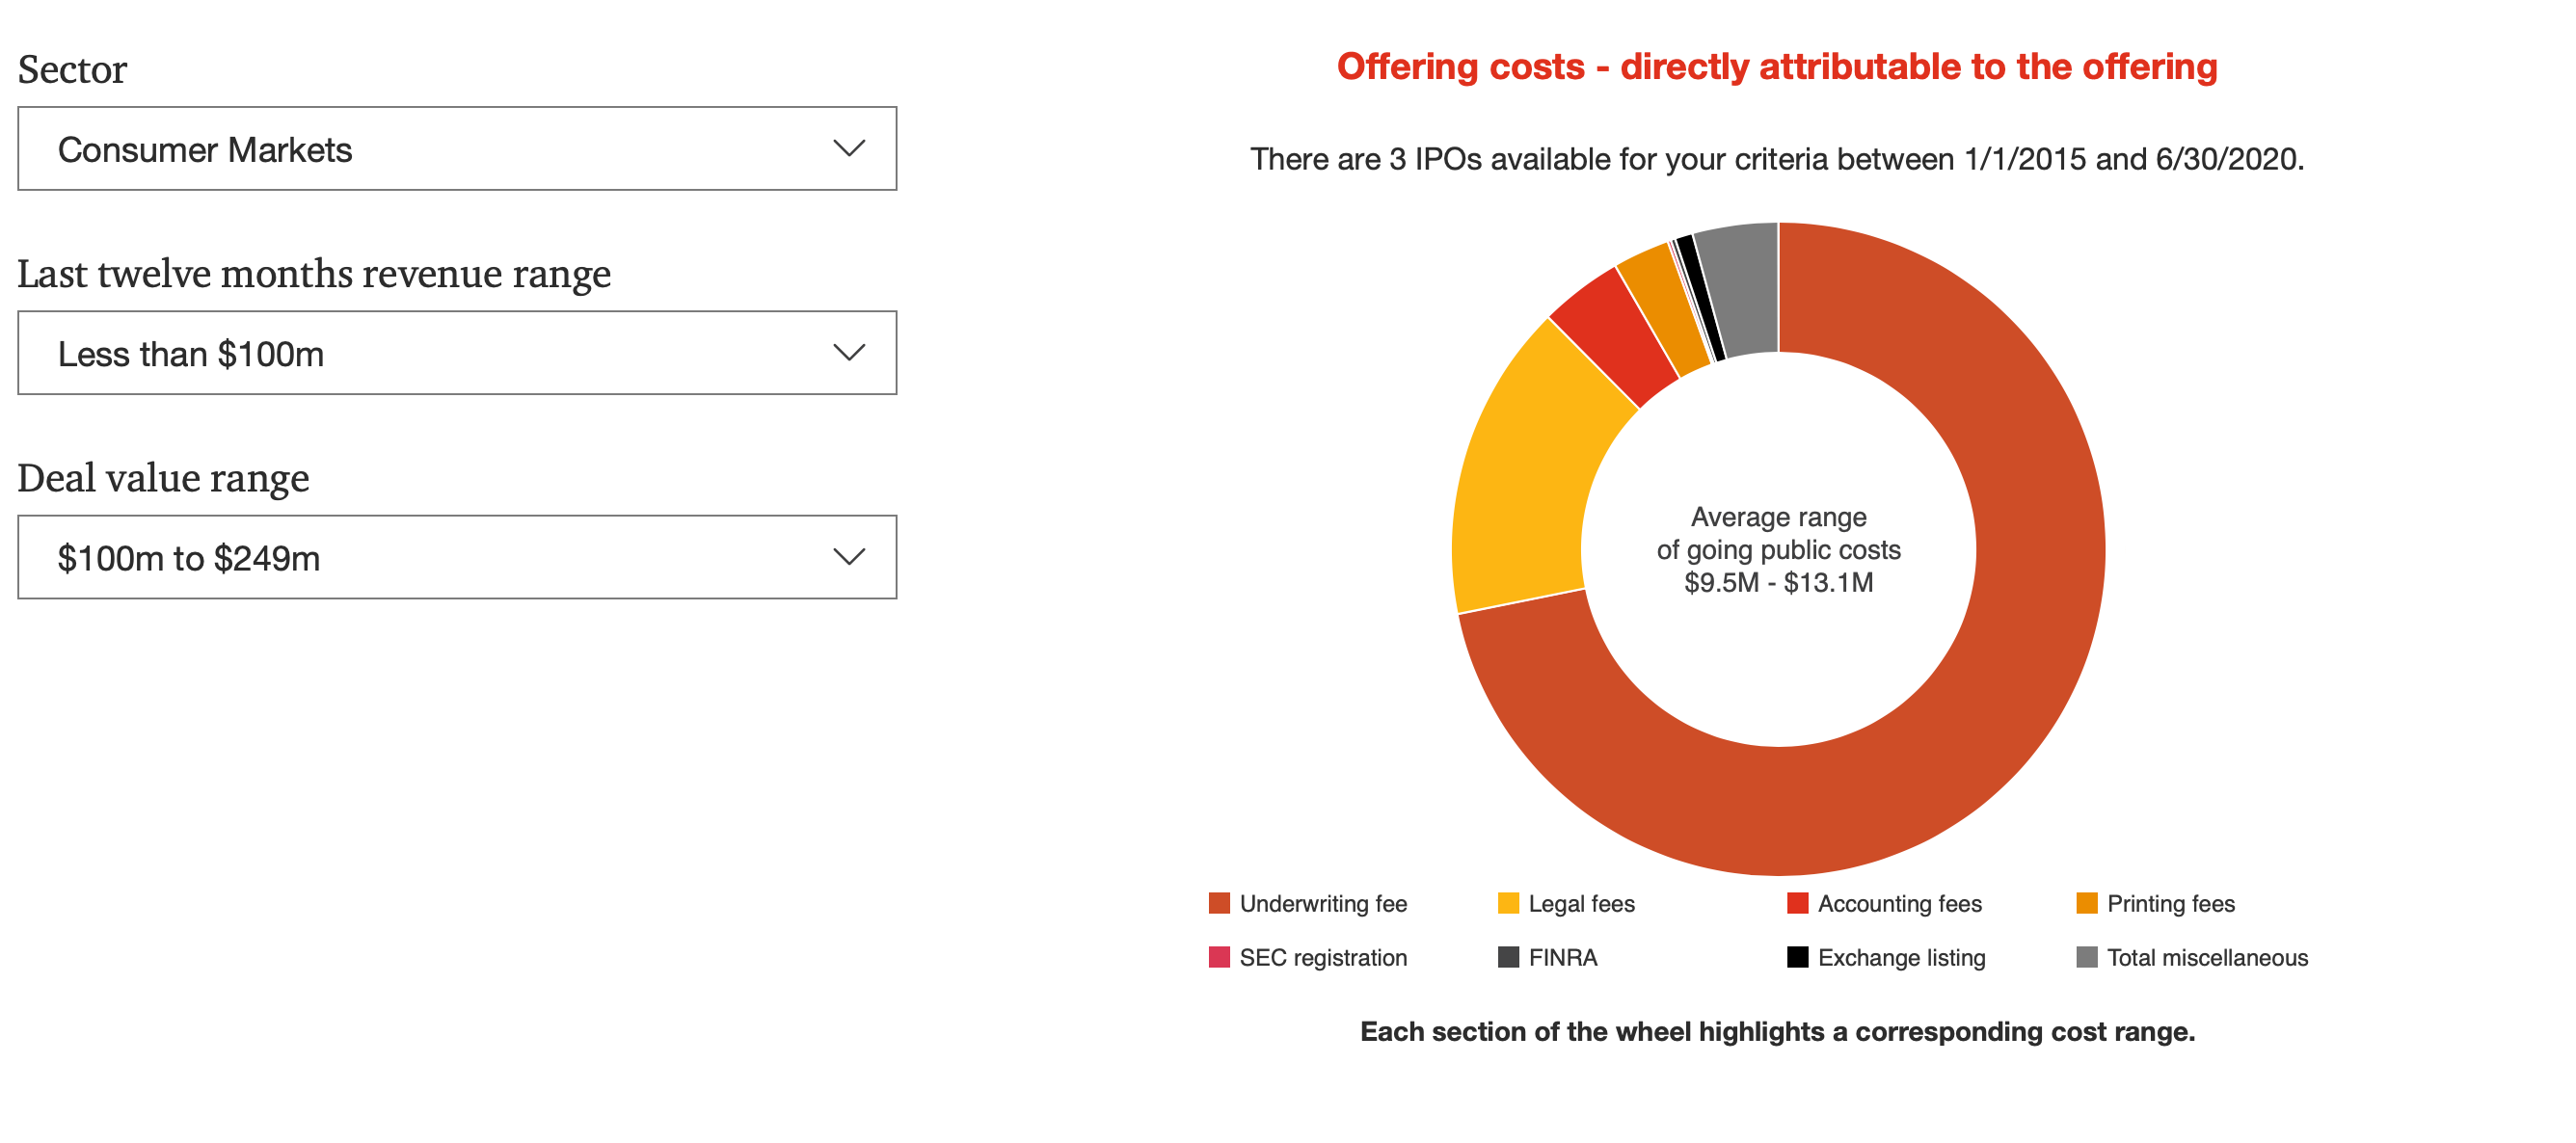 Sector
Consumer Markets
Last twelve months revenue range
Less than $100m
Deal value range
$100m to $249m
Offering costs - directly attributable to the offering
There are 3 IPOs available for your criteria between 1/1/2015 and 6/30/2020.
Average range
of going public costs
$9.5M - $13.1M
Underwriting fee
Legal fees
Accounting fees
Printing fees
SEC registration
FINRA
Exchange listing
Total miscellaneous
Each section of the wheel highlights a corresponding cost range.